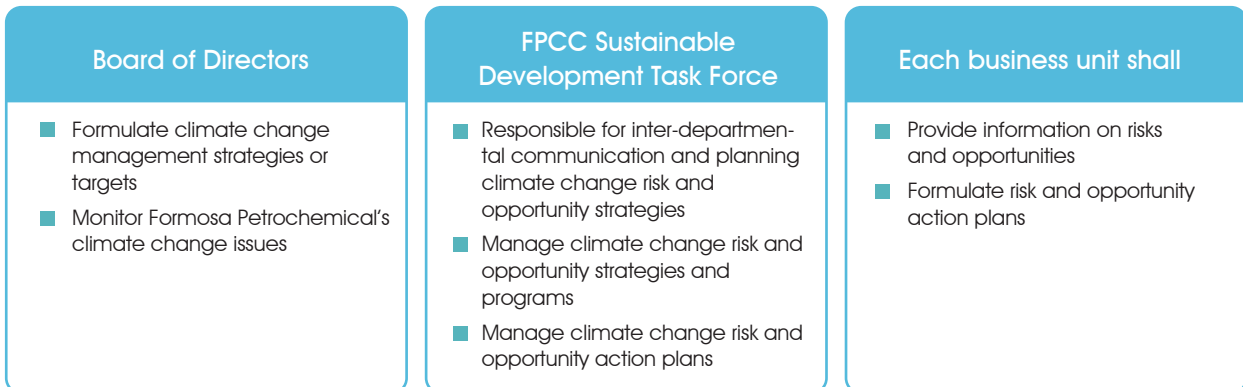 Board of Directors
Formulate climate change
management strategies or
targets
Monitor Formosa Petrochemical's
climate change issues
FPCC Sustainable
Development Task Force
Responsible for inter-departmen-
tal communication and planning
climate change risk and
opportunity strategies
Manage climate change risk and
opportunity strategies and
programs
Manage climate change risk and
opportunity action plans
Each business unit shall
Provide information on risks
and opportunities
Formulate risk and opportunity
action plans